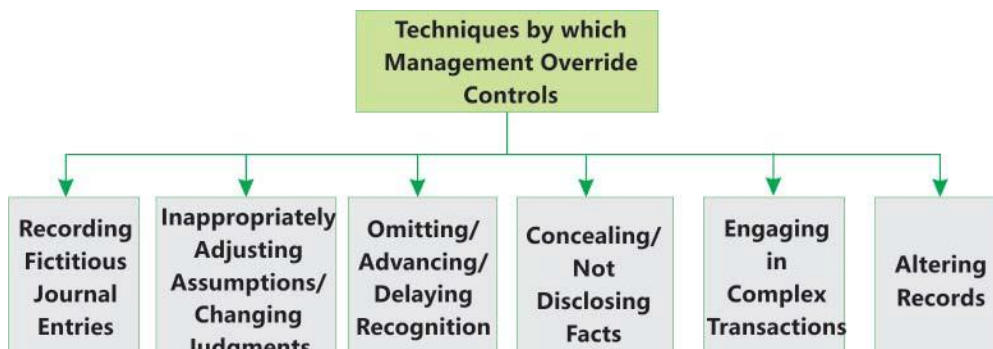 Techniques by which
Management Override
Controls
Recording
Fictitious
Journal
Entries
Inappropriately
Adjusting
Assumptions/
Changing
Judgments
Omitting/
Advancing/
Delaying
Recognition
Concealing/
Not
Disclosing
Facts
Engaging
in
Complex
Transactions
Altering
Records